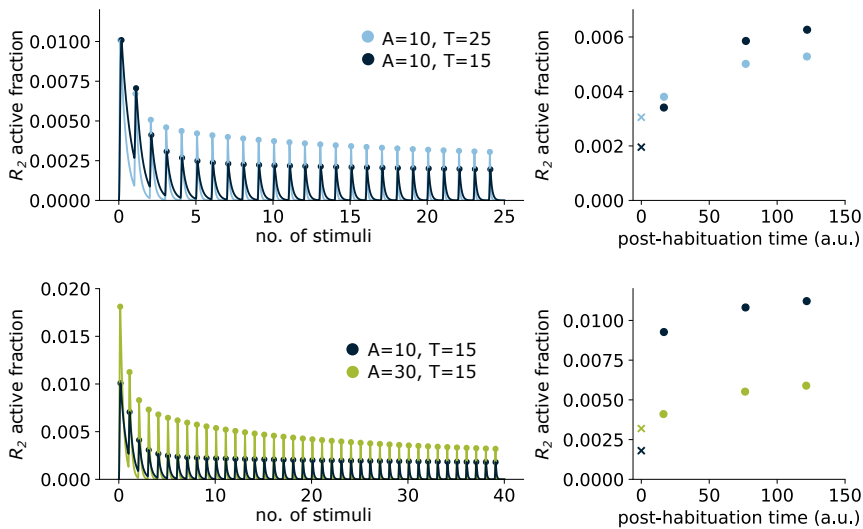 R₂ active fraction
0.0100
0.0075
0.0050
0.0025
0.0000
A=10, T=25
A=10, T=15
0 5 10 15 20 25
no. of stimuli
R₂ active fraction
0.006
0.004
0.002
0.000
0 50 100 150
post-habituation time (a.u.)
R₂ active fraction
0.020
0.015
0.010
0.005
0.000
A=10, T=15
A=30, T=15
0 10 20 30 40
no. of stimuli
R₂ active fraction
0.0100
0.0075
0.0050
0.0025
0.0000
0 50 100 150
post-habituation time (a.u.)